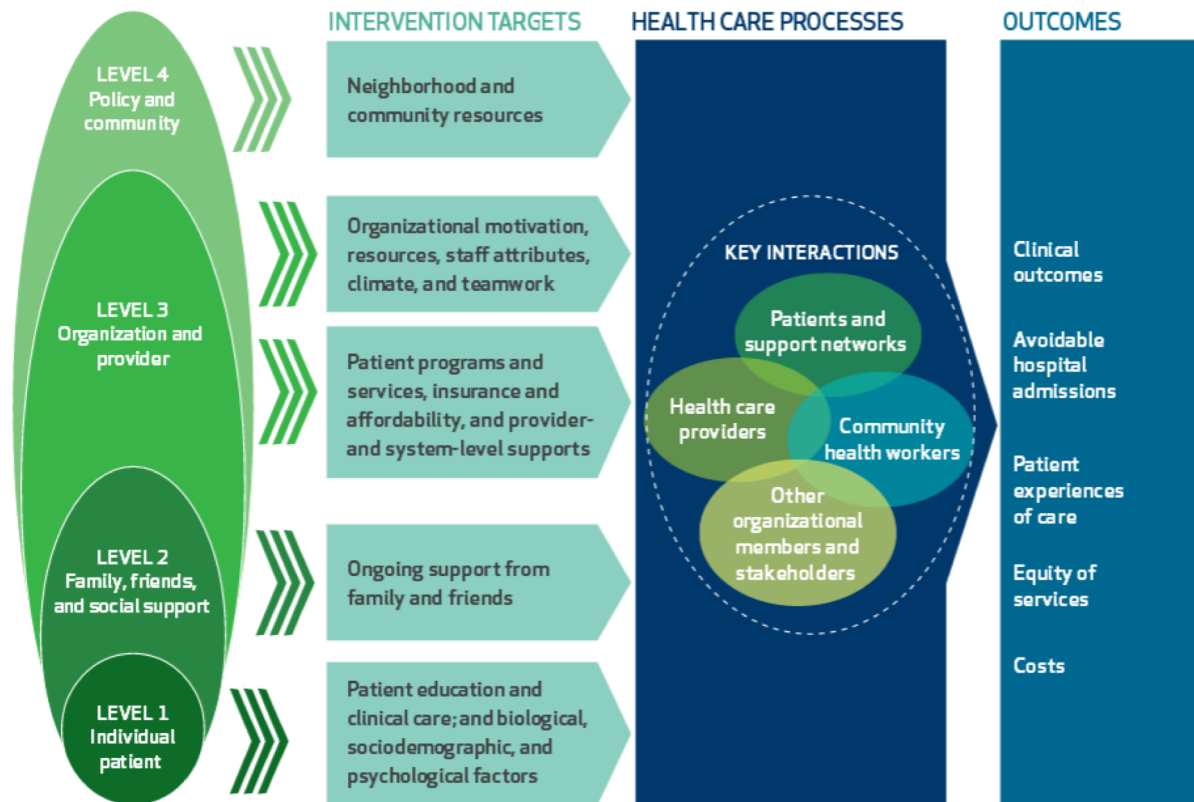 INTERVENTION TARGETS
HEALTH CARE PROCESSES
OUTCOMES
LEVEL 4
Policy and
community
LEVEL 3
Organization and
provider
LEVEL 2
Family, friends,
and social support
LEVEL 1
Individual
patient
Neighborhood and
community resources
Organizational motivation,
resources, staff attributes,
climate, and teamwork
Patient programs and
services, insurance and
affordability, and provider-
and system-level supports
Ongoing support from
family and friends
Patient education and
clinical care; and biological,
sociodemographic, and
psychological factors
KEY INTERACTIONS
Patients and
support networks
Health care
providers
Community
health workers
Other
organizational
members and
stakeholders
Clinical
outcomes
Avoidable
hospital
admissions
Patient
experiences
of care
Equity of
services
Costs